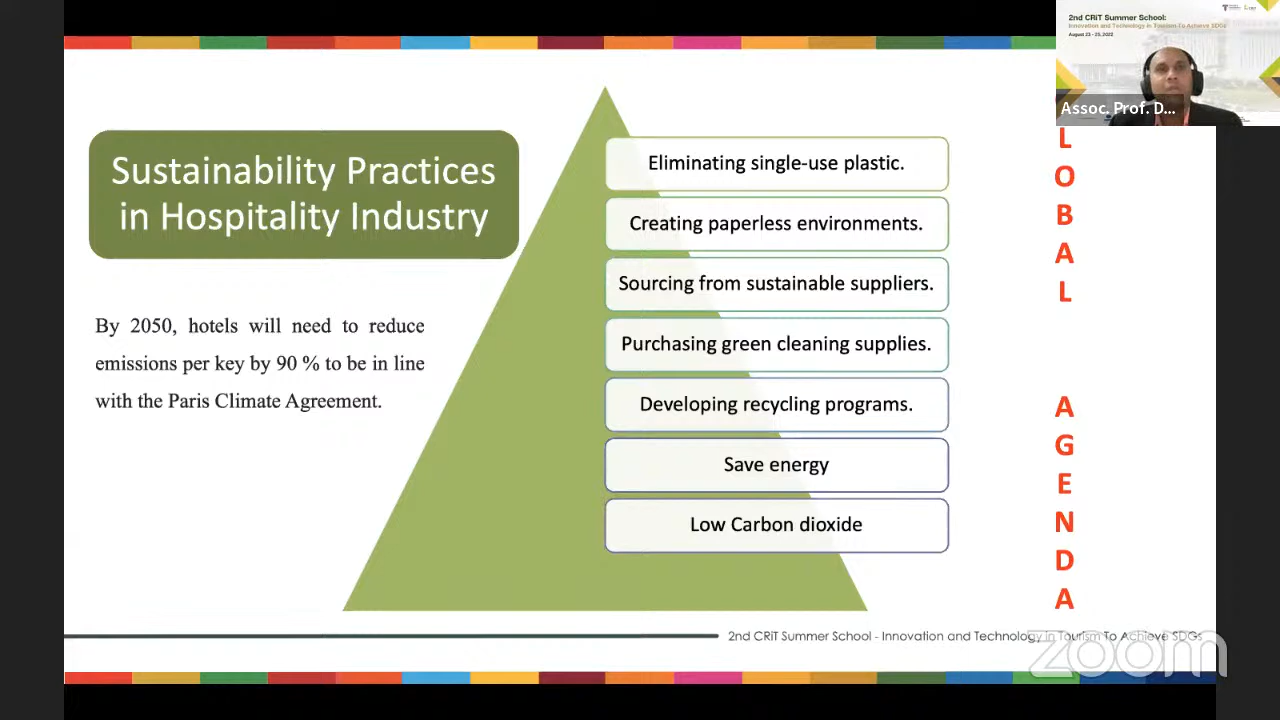 2nd CRiT Summer School:
Innovation and Technology in Tourism To Achieve SDGs
August 23 - 25, 2022
Assoc. Prof. D...
Sustainability Practices
in Hospitality Industry
By 2050, hotels will need to reduce
emissions per key by 90 % to be in line
with the Paris Climate Agreement.
Eliminating single-use plastic.
Creating paperless environments.
Sourcing from sustainable suppliers.
Purchasing green cleaning supplies.
Developing recycling programs.
Save energy
Low Carbon dioxide
L
O
B
A
L
A
G
E
N
D
A
2nd CRiT Summer School - Innovation and Technology in Tourism To Achieve SDGs
zoom